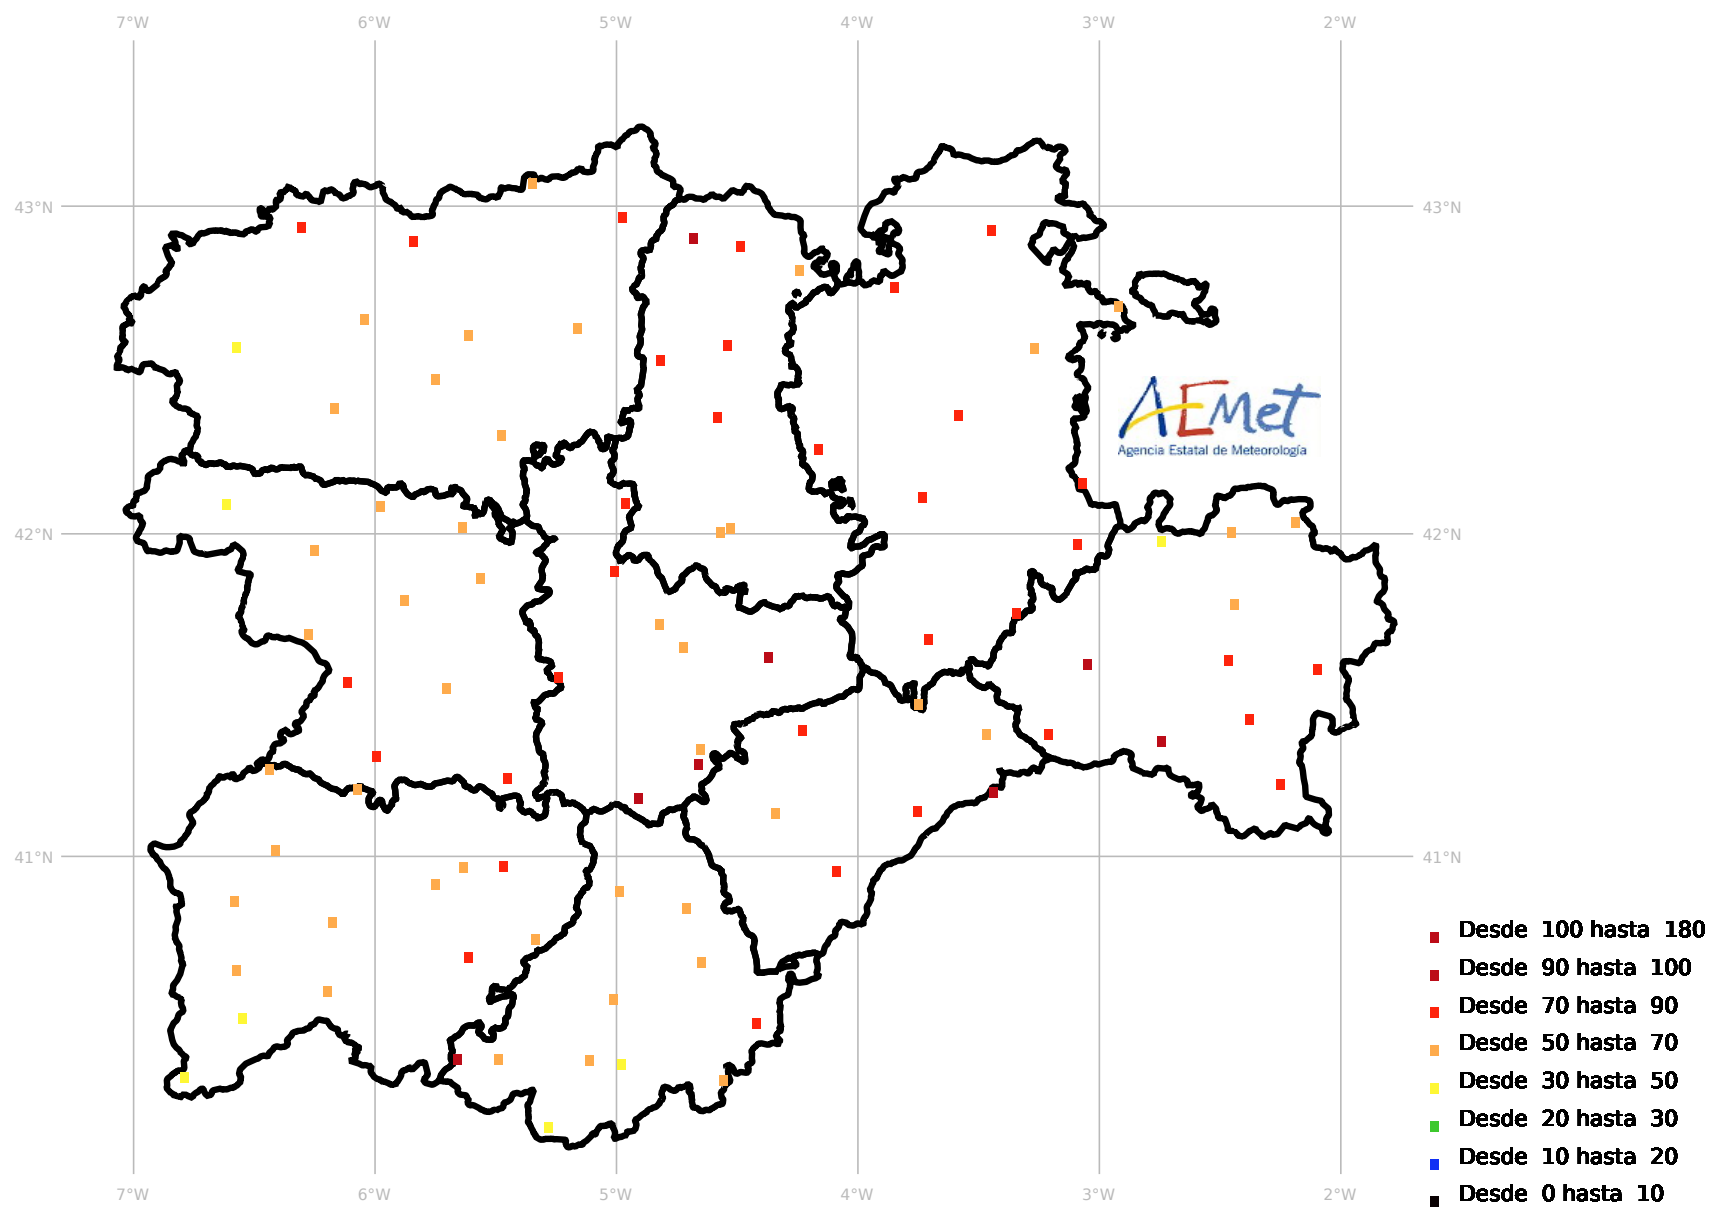 7°W 6°W 5°W 4°W 3°W 2°W
43°N 43°N
AEMet
Agencia Estatal de Meteorología
42°N 42°N
41°N 41°N
Desde 100 hasta 180
Desde 90 hasta 100
Desde 70 hasta 90
Desde 50 hasta 70
Desde 30 hasta 50
Desde 20 hasta 30
Desde 10 hasta 20
Desde 0 hasta 10
7°W 6°W 5°W 4°W 3°W 2°W